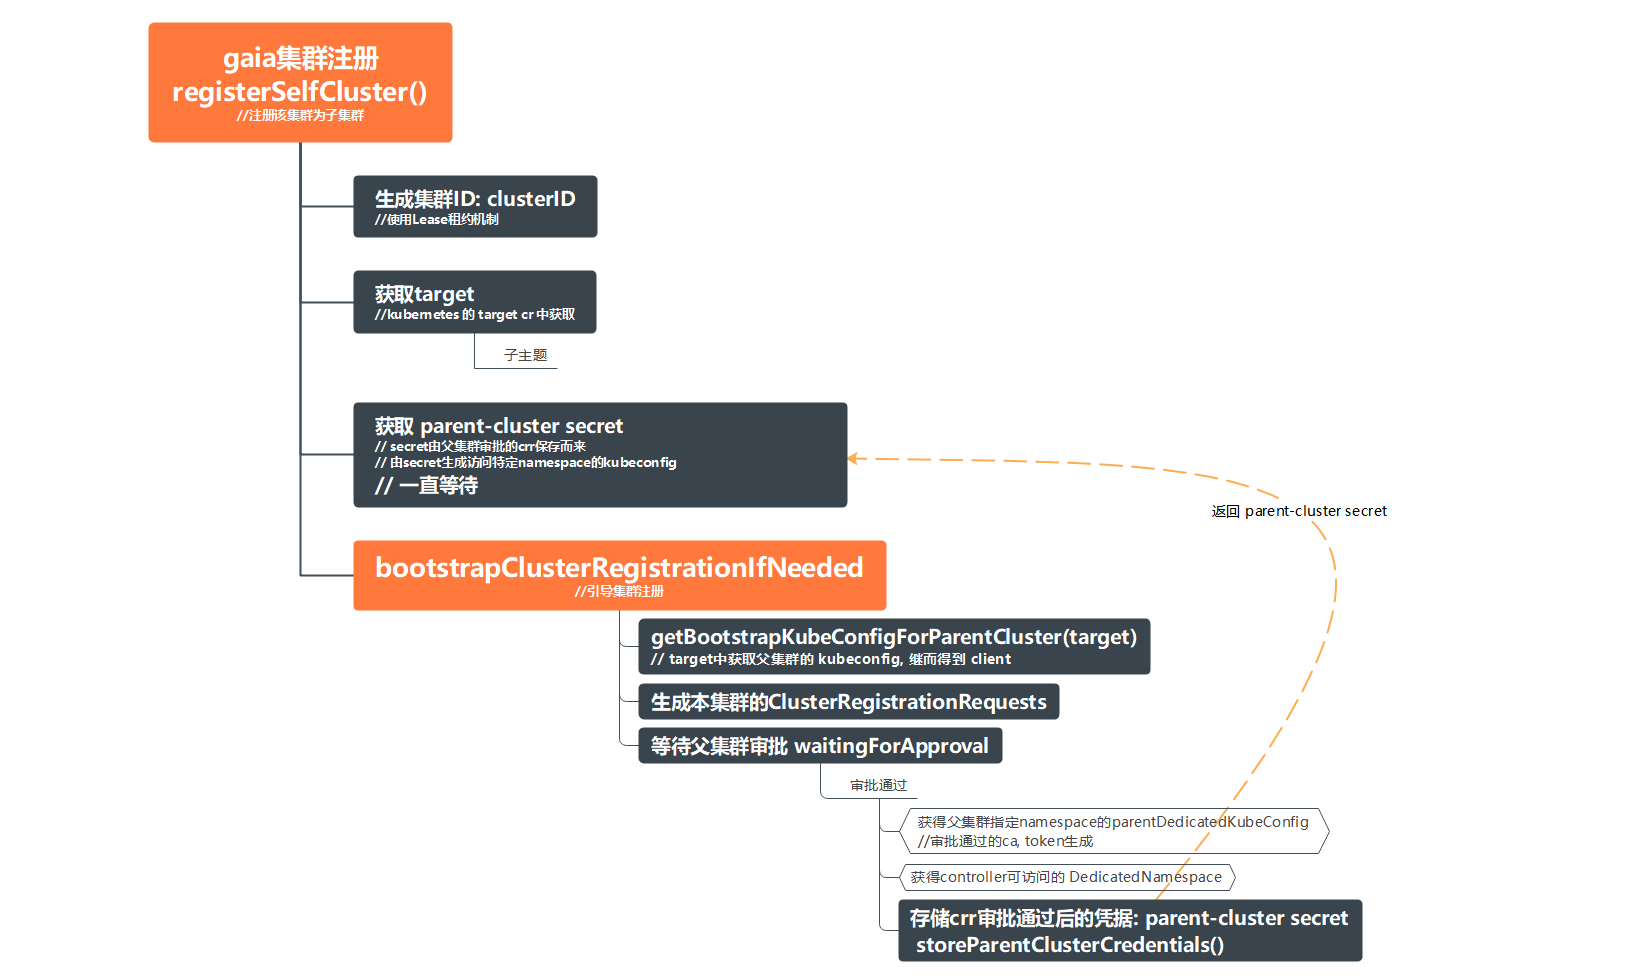 gaia集群注册
registerSelfCluster()
//注册该集群为子集群
生成集群ID: clusterID
//使用Lease租约机制
获取target
//kubernetes 的 target cr 中获取
子主题
获取 parent-cluster secret
// secret由父集群审批的crr保存而来
// 由secret生成访问特定namespace的kubeconfig
// 一直等待
返回 parent-cluster secret
bootstrapClusterRegistrationIfNeeded
//引导集群注册
getBootstrapKubeConfigForParentCluster(target)
// target中获取父集群的 kubeconfig, 继而得到 client
生成本集群的ClusterRegistrationRequests
等待父集群审批 waitingForApproval
审批通过
获得父集群指定namespace的parentDedicatedKubeConfig
//审批通过的ca, token生成
获得controller可访问的 DedicatedNamespace
存储crr审批通过后的凭据: parent-cluster secret
storeParentClusterCredentials()